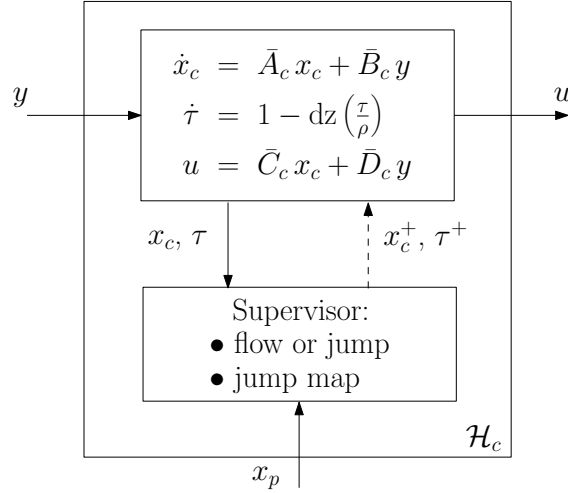 y
u
ẋ_c = Ā_c x_c + B̄_c y
τ̇ = 1 − dz (τ/ρ)
u = C̄_c x_c + D̄_c y
x_c, τ
x_c^+, τ^+
Supervisor:
• flow or jump
• jump map
ℋ_c
x_p